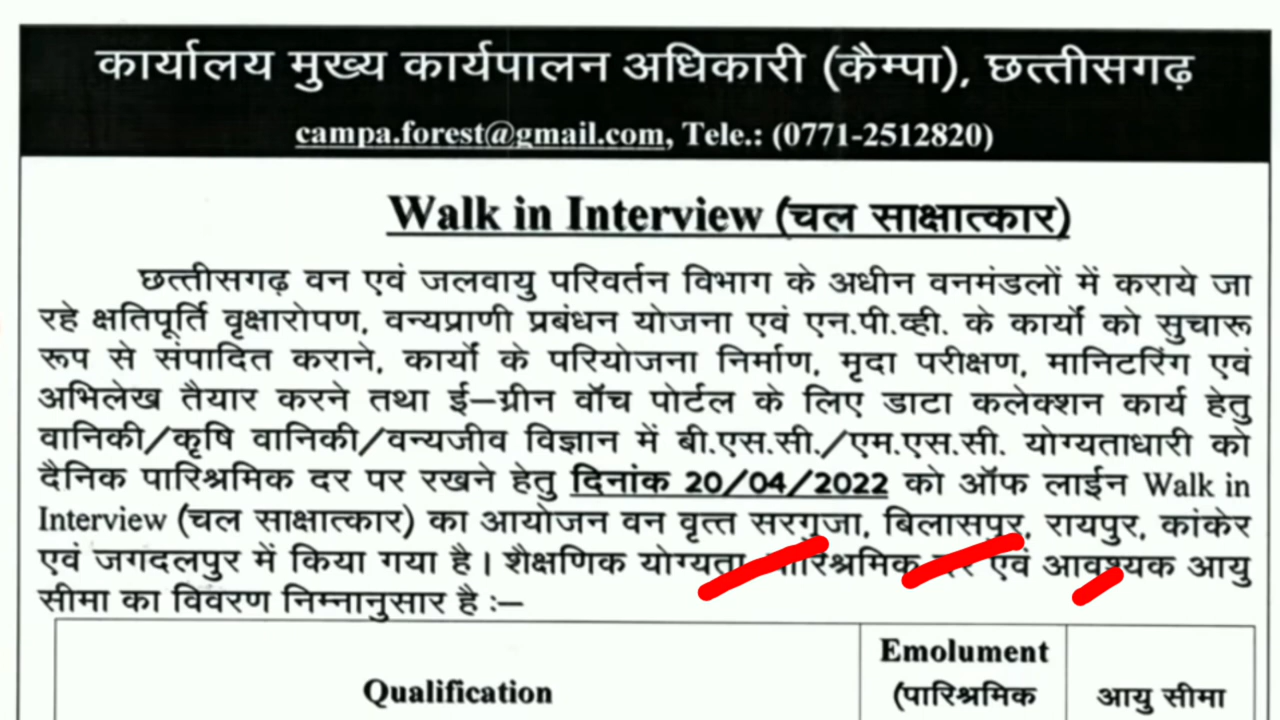 कार्यालय मुख्य कार्यपालन अधिकारी (कैम्पा), छत्तीसगढ़
campa.forest@gmail.com, Tele.: (0771-2512820)
Walk in Interview (चल साक्षात्कार)
छत्तीसगढ़ वन एवं जलवायु परिवर्तन विभाग के अधीन वनमंडलों में कराये जा
रहे क्षतिपूर्ति वृक्षारोपण, वन्यप्राणी प्रबंधन योजना एवं एन.पी.व्ही. के कार्यो को सुचारू
रूप से संपादित कराने, कार्यो के परियोजना निर्माण, मृदा परीक्षण, मानिटरिंग एवं
अभिलेख तैयार करने तथा ई–ग्रीन वॉच पोर्टल के लिए डाटा कलेक्शन कार्य हेतु
वानिकी/कृषि वानिकी/वन्यजीव विज्ञान में बी.एस.सी./एम.एस.सी. योग्यताधारी को
दैनिक पारिश्रमिक दर पर रखने हेतु दिनांक 20/04/2022 को ऑफ लाईन Walk in
Interview (चल साक्षात्कार) का आयोजन वन वृत्त सरगुजा, बिलासपुर, रायपुर, कांकेर
एवं जगदलपुर में किया गया है। शैक्षणिक योग्यता पारिश्रमिक दर एवं आवश्यक आयु
सीमा का विवरण निम्नानुसार है :–
Qualification
Emolument
(पारिश्रमिक
आयु सीमा